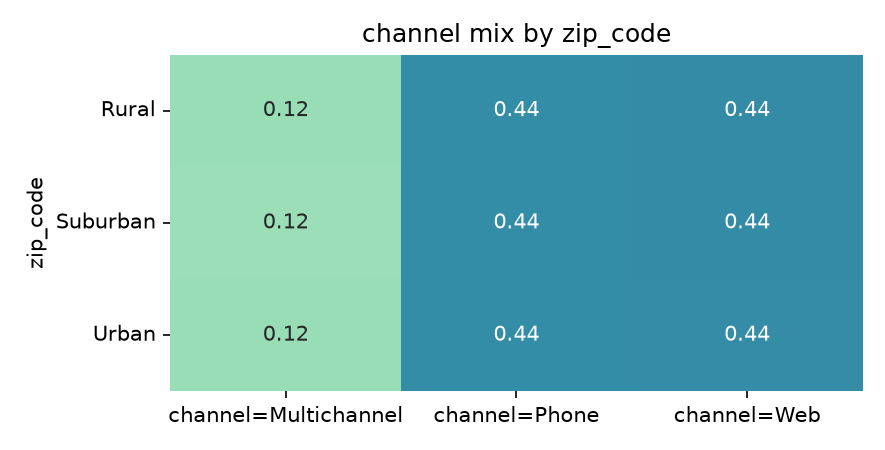 channel mix by zip_code
zip_code
Rural 0.12 0.44 0.44
Suburban 0.12 0.44 0.44
Urban 0.12 0.44 0.44
channel=Multichannel channel=Phone channel=Web